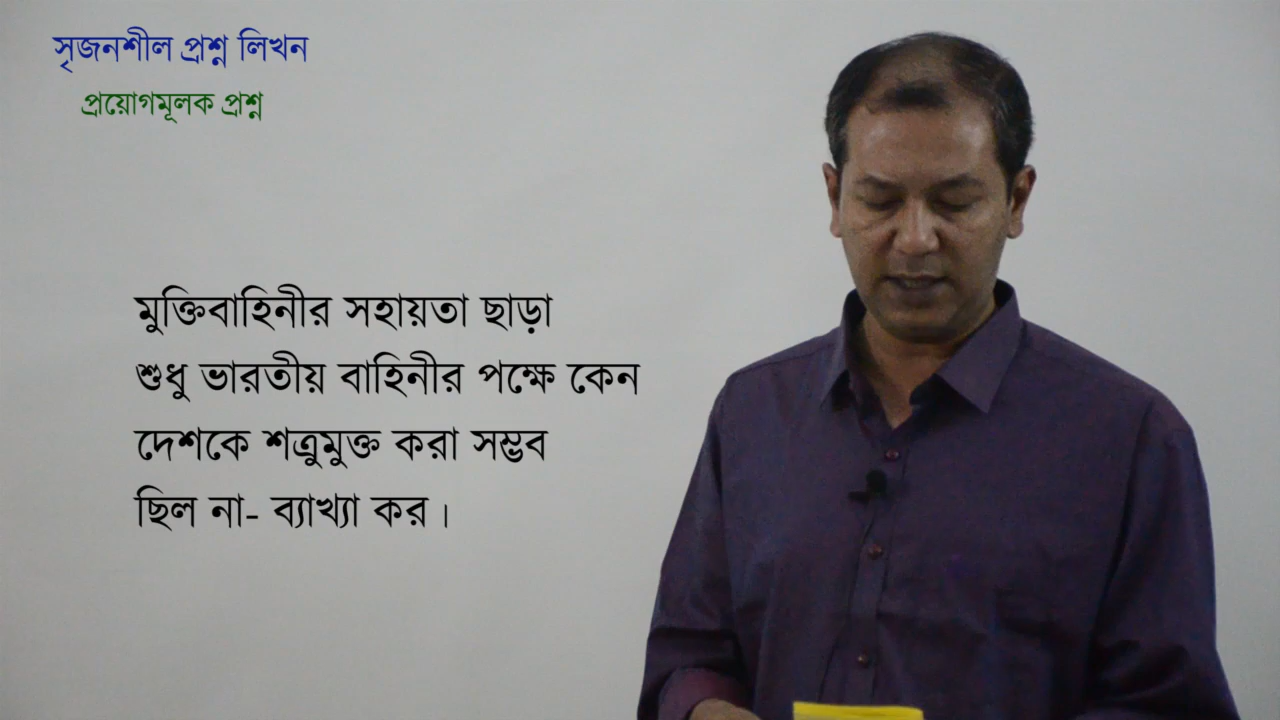 সৃজনশীল প্রশ্ন লিখন
প্রয়োগমূলক প্রশ্ন
মুক্তিবাহিনীর সহায়তা ছাড়া
শুধু ভারতীয় বাহিনীর পক্ষে কেন
দেশকে শত্রুমুক্ত করা সম্ভব
ছিল না- ব্যাখ্যা কর।